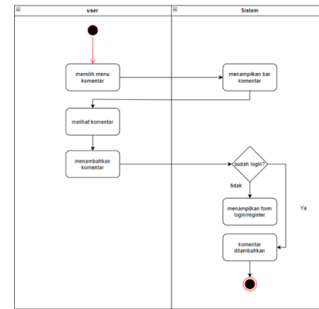 user
Sistem
memilih menu
komentar
menampilkan bar
komentar
melihat komentar
menambahkan
komentar
sudah login?
tidak
Ya
menampilkan form
login/register
komentar
ditambahkan